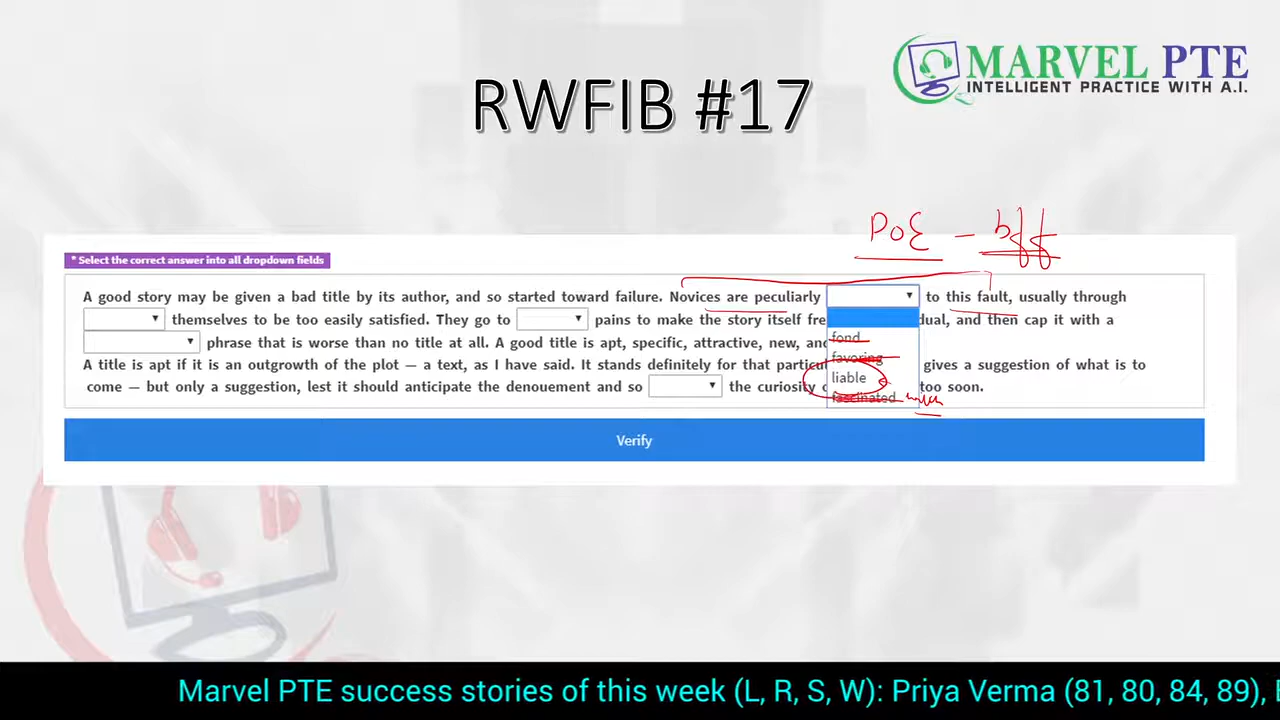 MARVEL PTE
INTELLIGENT PRACTICE WITH A.I.
RWFIB #17
POE - bff
* Select the correct answer into all dropdown fields
A good story may be given a bad title by its author, and so started toward failure. Novices are peculiarly to this fault, usually through
themselves to be too easily satisfied. They go to pains to make the story itself fre dual, and then cap it with a
phrase that is worse than no title at all. A good title is apt, specific, attractive, new, and
A title is apt if it is an outgrowth of the plot — a text, as I have said. It stands definitely for that particu gives a suggestion of what is to
come — but only a suggestion, lest it should anticipate the denouement and so the curiosity too soon.
fond
favoring
liable
fascinated
Verify
Marvel PTE success stories of this week (L, R, S, W): Priya Verma (81, 80, 84, 89),